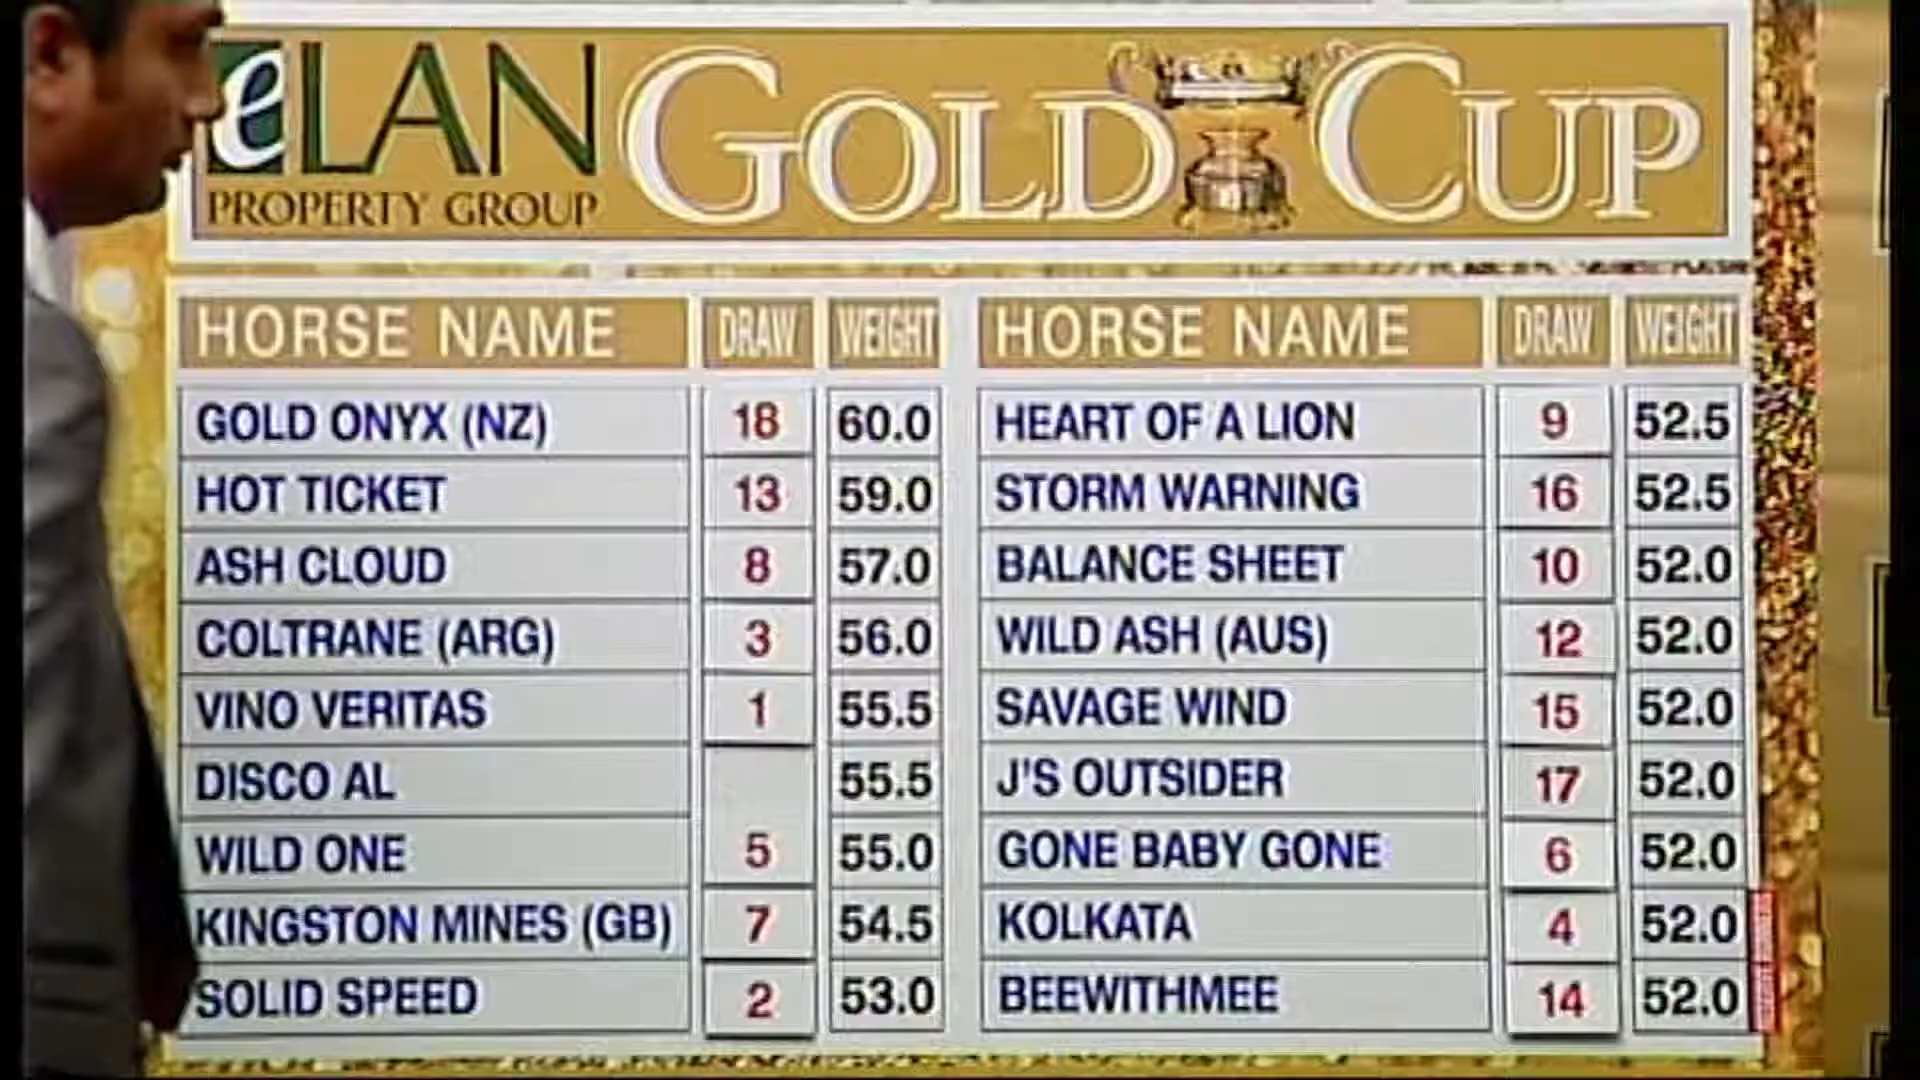 eLAN
PROPERTY GROUP
GOLD CUP
HORSE NAME DRAW WEIGHT
GOLD ONYX (NZ) 18 60.0
HOT TICKET 13 59.0
ASH CLOUD 8 57.0
COLTRANE (ARG) 3 56.0
VINO VERITAS 1 55.5
DISCO AL 55.5
WILD ONE 5 55.0
KINGSTON MINES (GB) 7 54.5
SOLID SPEED 2 53.0
HORSE NAME DRAW WEIGHT
HEART OF A LION 9 52.5
STORM WARNING 16 52.5
BALANCE SHEET 10 52.0
WILD ASH (AUS) 12 52.0
SAVAGE WIND 15 52.0
J'S OUTSIDER 17 52.0
GONE BABY GONE 6 52.0
KOLKATA 4 52.0
BEEWITHMEE 14 52.0